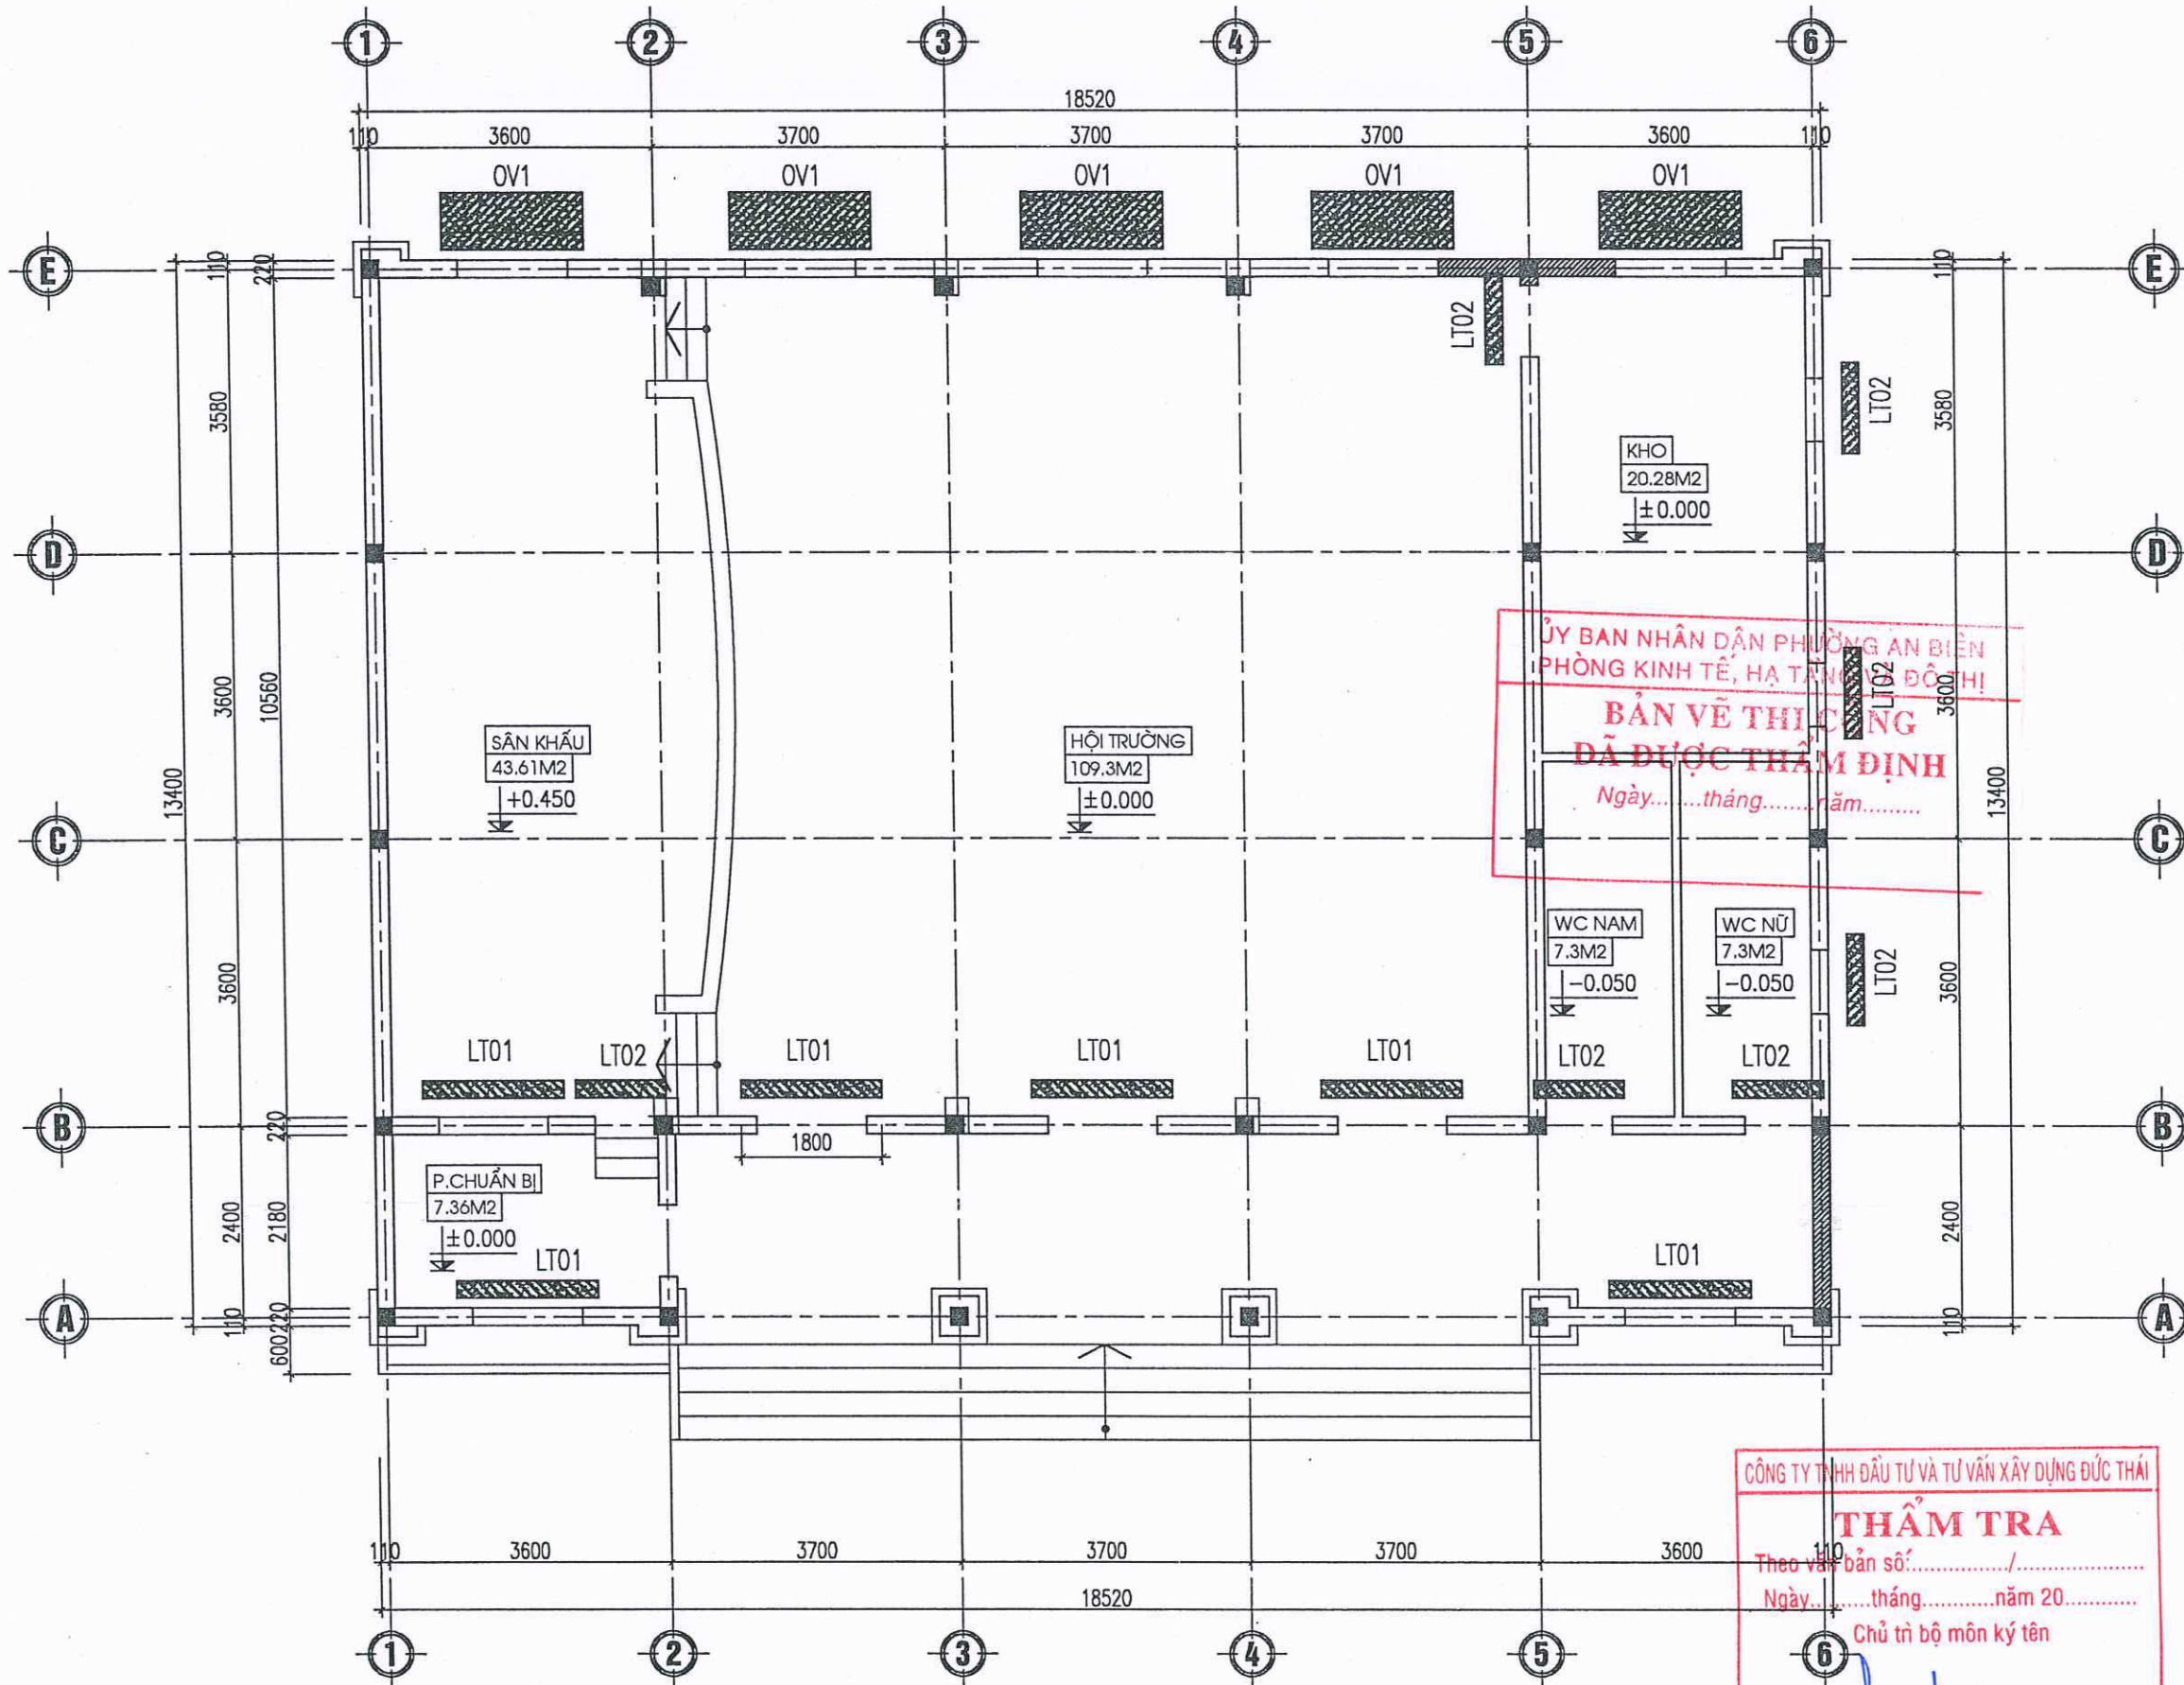 1 2 3 4 5 6
18520
110 3600 3700 3700 3700 3600 110
OV1 OV1 OV1 OV1 OV1
E 110 220 110 E
LT02
3580 LT02 3580
KHO
20.28M2
±0.000
D D
ỦY BAN NHÂN DÂN PHƯỜNG AN BIÊN
PHÒNG KINH TẾ, HẠ TẦNG VÀ ĐÔ THỊ
3600 10560 LT02 3600
BẢN VẼ THI CÔNG
ĐÃ ĐƯỢC THẨM ĐỊNH
Ngày........tháng........năm.........
SÂN KHẤU
43.61M2
+0.450
HỘI TRƯỜNG
109.3M2
±0.000
13400 13400
C C
WC NAM
7.3M2
-0.050
WC NỮ
7.3M2
-0.050
3600 LT02 3600
LT01 LT02 LT01 LT01 LT01 LT02 LT02
B 220 B
1800
P.CHUẨN BỊ
7.36M2
±0.000
2400 2180 2400
LT01 LT01
A 110 220 110 A
600
110 3600 3700 3700 3700 3600 110
18520
1 2 3 4 5 6
CÔNG TY TNHH ĐẦU TƯ VÀ TƯ VẤN XÂY DỰNG ĐỨC THÁI
THẨM TRA
Theo văn bản số:................/.....................
Ngày..........tháng............năm 20............
Chủ trì bộ môn ký tên